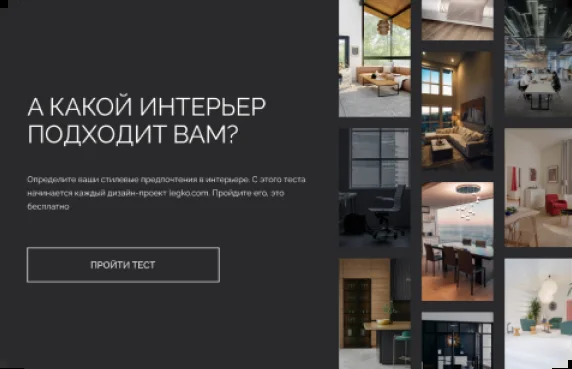 А КАКОЙ ИНТЕРЬЕР
ПОДХОДИТ ВАМ?
Определите ваши стилевые предпочтения в интерьере. С этого теста
начинается каждый дизайн-проект legko.com. Пройдите его, это
бесплатно
ПРОЙТИ ТЕСТ